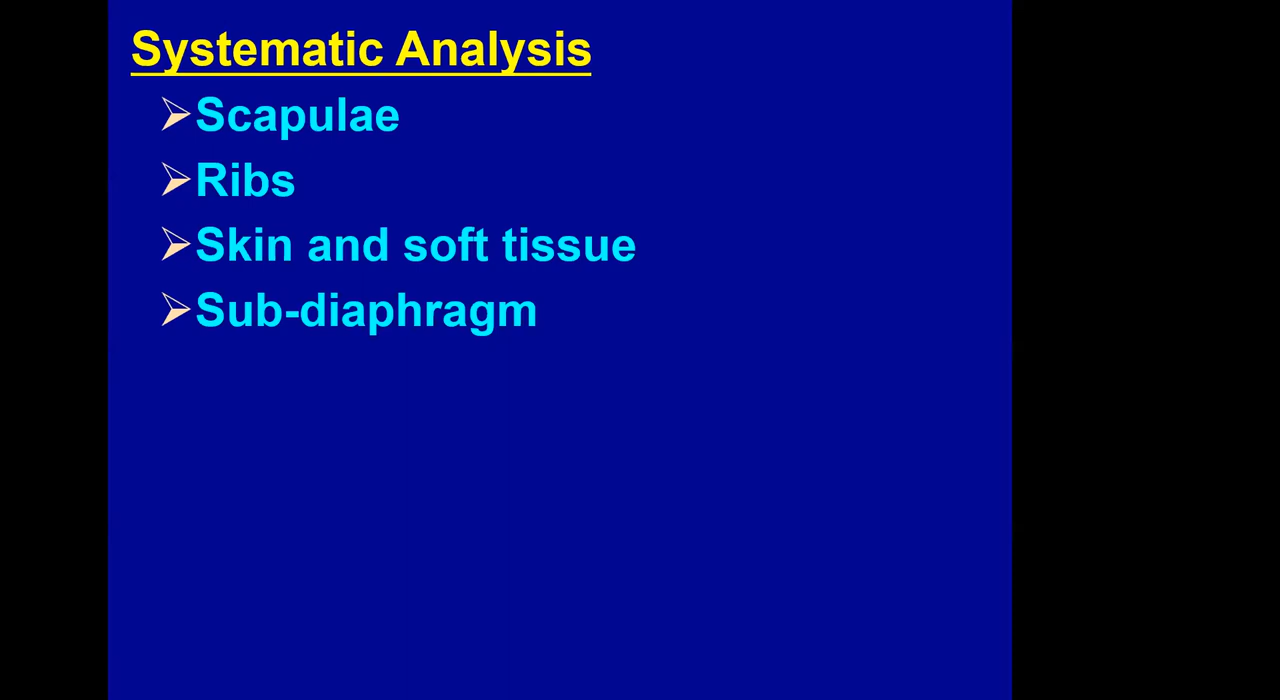 Systematic Analysis
Scapulae
Ribs
Skin and soft tissue
Sub-diaphragm